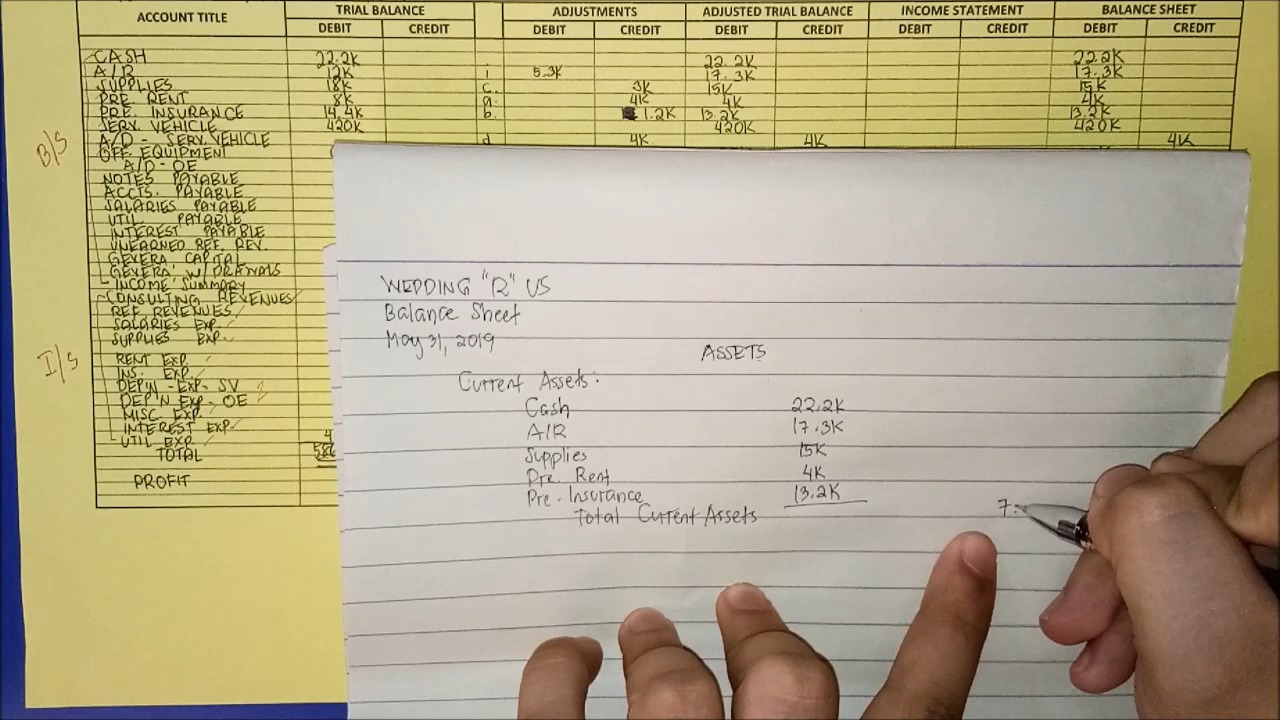 ACCOUNT TITLE TRIAL BALANCE ADJUSTMENTS ADJUSTED TRIAL BALANCE INCOME STATEMENT BALANCE SHEET
DEBIT CREDIT DEBIT CREDIT DEBIT CREDIT DEBIT CREDIT DEBIT CREDIT
CASH 22.2K 22.2K 22.2K
A/R 12K i 5.3K 17.3K 17.3K
SUPPLIES 18K c. 3K 15K 15K
PRE. RENT 8K a. 4K 4K 4K
PRE. INSURANCE 14.4K b. 1.2K 13.2K 13.2K
SERV. VEHICLE 420K 420K 420K
B/S
A/D - SERV. VEHICLE d 4K 4K 4K
OFF. EQUIPMENT
A/D - OE
NOTES PAYABLE
ACCTS. PAYABLE
SALARIES PAYABLE
UTIL PAYABLE
INTEREST PAYABLE
UNEARNED REF. REV.
GEVERA CAPITAL
GEVERA W/DRAWALS
INCOME SUMMARY
CONSULTING REVENUES
REF. REVENUES
SALARIES EXP.
SUPPLIES EXP.
I/S
RENT EXP.
INS. EXP.
DEP'N - EXP - SV
DEP'N EXP - OE
MISC EXP.
INTEREST EXP.
UTIL EXP. 4
TOTAL
PROFIT
WEDDING "R" US
Balance Sheet
May 31, 2019
ASSETS
Current Assets:
Cash 22.2K
A/R 17.3K
Supplies 15K
Pre. Rent 4K
Pre. Insurance 13.2K
Total Current Assets 7.